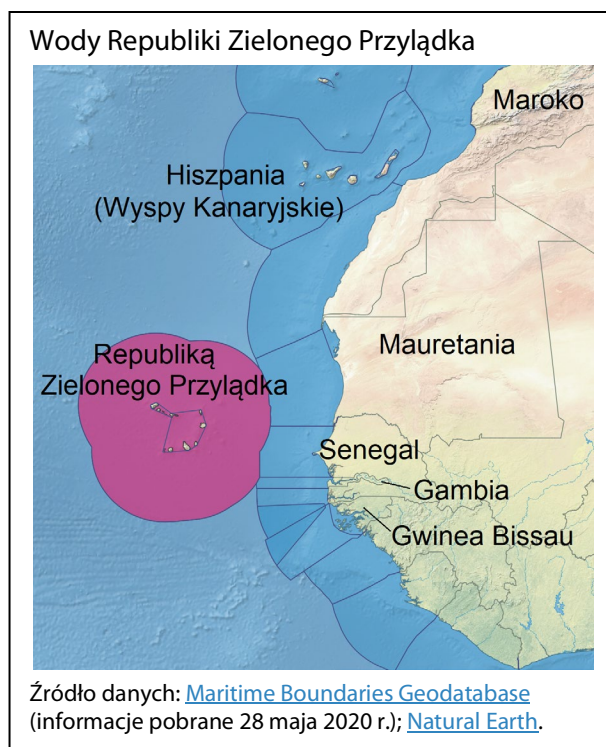 Wody Republiki Zielonego Przylądka
Maroko
Hiszpania
(Wyspy Kanaryjskie)
Mauretania
Republiką
Zielonego Przylądka
Senegal
Gambia
Gwinea Bissau
Źródło danych: Maritime Boundaries Geodatabase
(informacje pobrane 28 maja 2020 r.); Natural Earth.